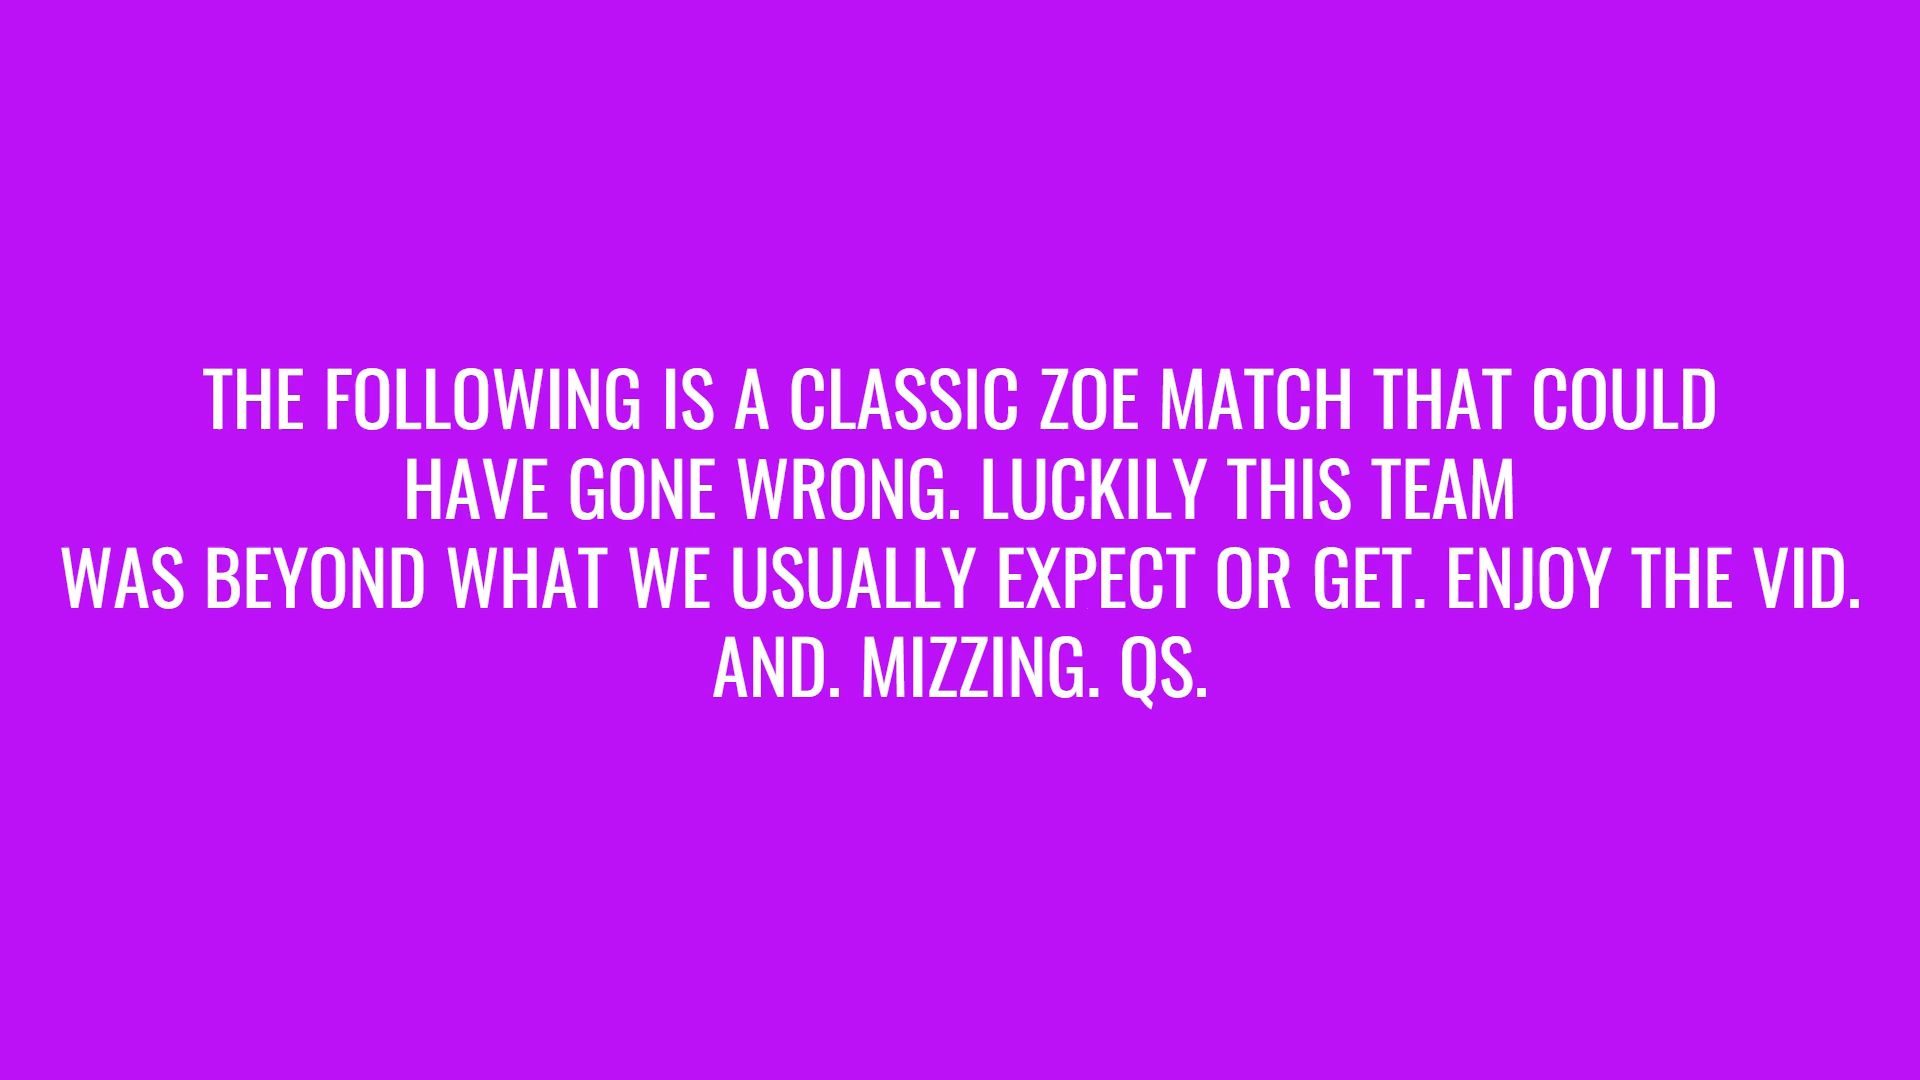 THE FOLLOWING IS A CLASSIC ZOE MATCH THAT COULD
HAVE GONE WRONG. LUCKILY THIS TEAM
WAS BEYOND WHAT WE USUALLY EXPECT OR GET. ENJOY THE VID.
AND. MIZZING. QS.